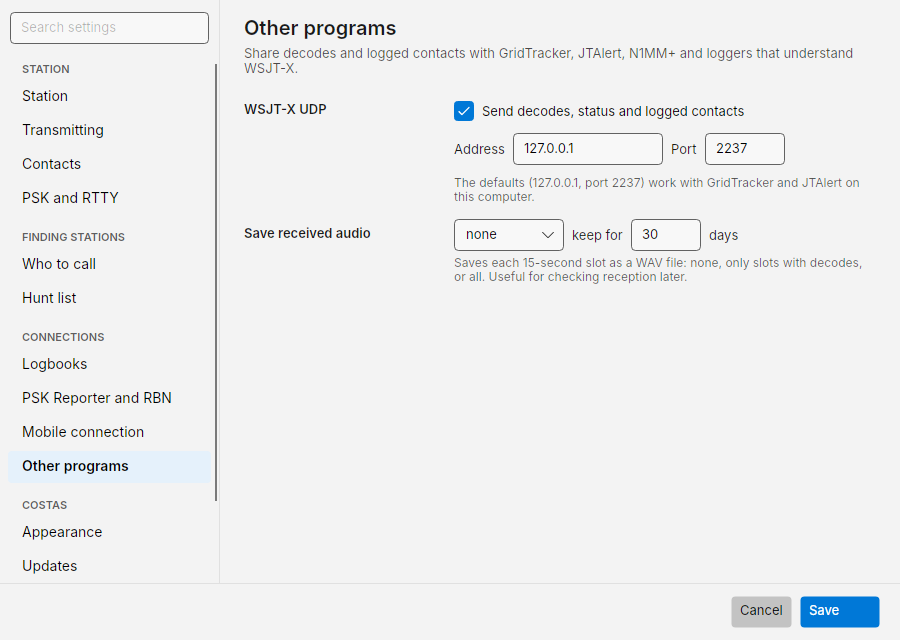 Search settings
STATION
Station
Transmitting
Contacts
PSK and RTTY
FINDING STATIONS
Who to call
Hunt list
CONNECTIONS
Logbooks
PSK Reporter and RBN
Mobile connection
Other programs
COSTAS
Appearance
Updates
Other programs
Share decodes and logged contacts with GridTracker, JTAlert, N1MM+ and loggers that understand
WSJT-X.
WSJT-X UDP
Send decodes, status and logged contacts
Address 127.0.0.1 Port 2237
The defaults (127.0.0.1, port 2237) work with GridTracker and JTAlert on
this computer.
Save received audio
none keep for 30 days
Saves each 15-second slot as a WAV file: none, only slots with decodes,
or all. Useful for checking reception later.
Cancel Save